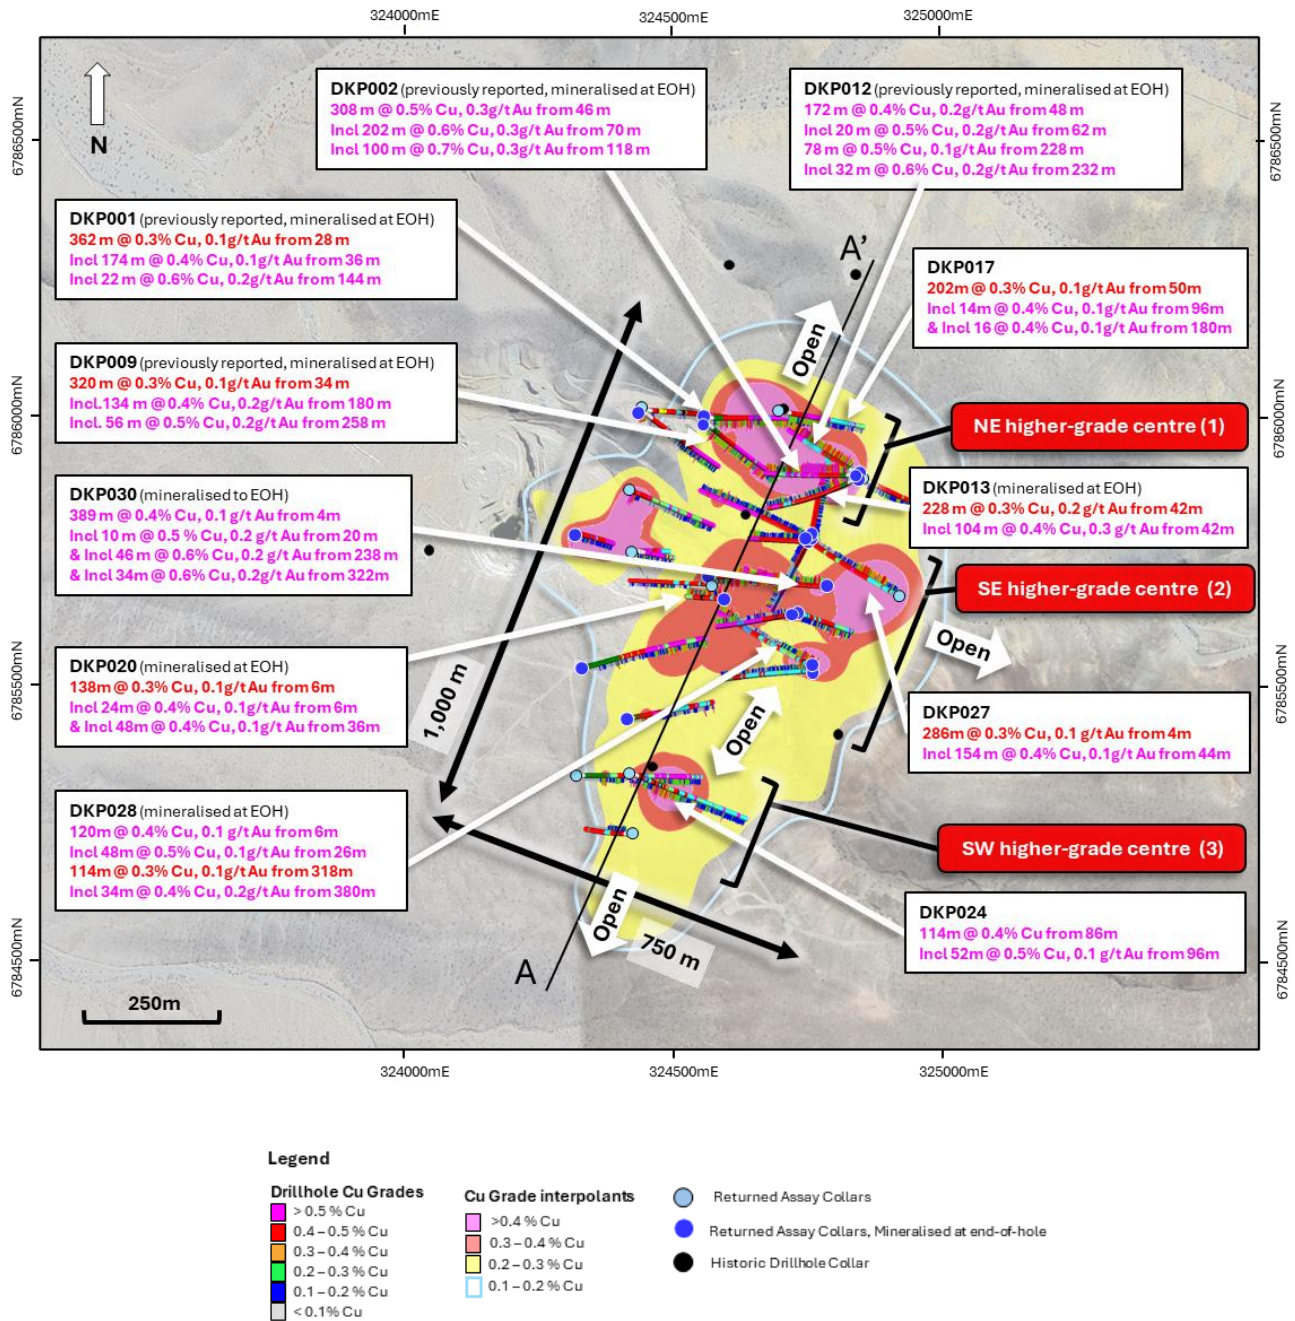 324000mE
324500mE
325000mE
6786500mN
6786500mN
N
DKP002 (previously reported, mineralised at EOH)
308 m @ 0.5% Cu, 0.3g/t Au from 46 m
Incl 202 m @ 0.6% Cu, 0.3g/t Au from 70 m
Incl 100 m @ 0.7% Cu, 0.3g/t Au from 118 m
DKP012 (previously reported, mineralised at EOH)
172 m @ 0.4% Cu, 0.2g/t Au from 48 m
Incl 20 m @ 0.5% Cu, 0.2g/t Au from 62 m
78 m @ 0.5% Cu, 0.1g/t Au from 228 m
Incl 32 m @ 0.6% Cu, 0.2g/t Au from 232 m
DKP001 (previously reported, mineralised at EOH)
362 m @ 0.3% Cu, 0.1g/t Au from 28 m
Incl 174 m @ 0.4% Cu, 0.1g/t Au from 36 m
Incl 22 m @ 0.6% Cu, 0.2g/t Au from 144 m
A’
DKP017
202m @ 0.3% Cu, 0.1g/t Au from 50m
Incl 14m @ 0.4% Cu, 0.1g/t Au from 96m
& Incl 16 @ 0.4% Cu, 0.1g/t Au from 180m
Open
DKP009 (previously reported, mineralised at EOH)
320 m @ 0.3% Cu, 0.1g/t Au from 34 m
Incl.134 m @ 0.4% Cu, 0.2g/t Au from 180 m
Incl. 56 m @ 0.5% Cu, 0.2g/t Au from 258 m
6786000mN
6786000mN
NE higher-grade centre (1)
DKP030 (mineralised to EOH)
389 m @ 0.4% Cu, 0.1 g/t Au from 4m
Incl 10 m @ 0.5 % Cu, 0.2 g/t Au from 20 m
& Incl 46 m @ 0.6% Cu, 0.2 g/t Au from 238 m
& Incl 34m @ 0.6% Cu, 0.2g/t Au from 322m
DKP013 (mineralised at EOH)
228 m @ 0.3% Cu, 0.2 g/t Au from 42m
Incl 104 m @ 0.4% Cu, 0.3 g/t Au from 42m
SE higher-grade centre (2)
Open
DKP020 (mineralised at EOH)
138m @ 0.3% Cu, 0.1g/t Au from 6m
Incl 24m @ 0.4% Cu, 0.1g/t Au from 6m
& Incl 48m @ 0.4% Cu, 0.1g/t Au from 36m
1,000 m
6785500mN
6785500mN
Open
DKP027
286m @ 0.3% Cu, 0.1 g/t Au from 4m
Incl 154 m @ 0.4% Cu, 0.1g/t Au from 44m
DKP028 (mineralised at EOH)
120m @ 0.4% Cu, 0.1 g/t Au from 6m
Incl 48m @ 0.5% Cu, 0.1g/t Au from 26m
114m @ 0.3% Cu, 0.1g/t Au from 318m
Incl 34m @ 0.4% Cu, 0.2g/t Au from 380m
SW higher-grade centre (3)
DKP024
114m @ 0.4% Cu from 86m
Incl 52m @ 0.5% Cu, 0.1 g/t Au from 96m
Open
750 m
A
6784500mN
6784500mN
250m
324000mE
324500mE
325000mE
Legend
Drillhole Cu Grades
> 0.5 % Cu
0.4 – 0.5 % Cu
0.3 – 0.4 % Cu
0.2 – 0.3 % Cu
0.1 – 0.2 % Cu
< 0.1% Cu
Cu Grade interpolants
>0.4 % Cu
0.3 – 0.4 % Cu
0.2 – 0.3 % Cu
0.1 – 0.2 % Cu
Returned Assay Collars
Returned Assay Collars, Mineralised at end-of-hole
Historic Drillhole Collar